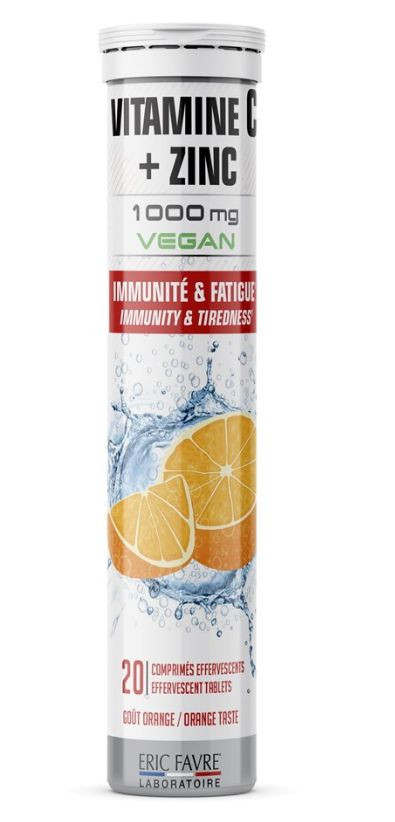 VITAMINE C
+ ZINC
1000 mg
VEGAN
IMMUNITÉ & FATIGUE
IMMUNITY & TIREDNESS*
20 COMPRIMÉS EFFERVESCENTS
EFFERVESCENT TABLETS
GOÛT ORANGE / ORANGE TASTE
ERIC FAVRE®
LABORATOIRE